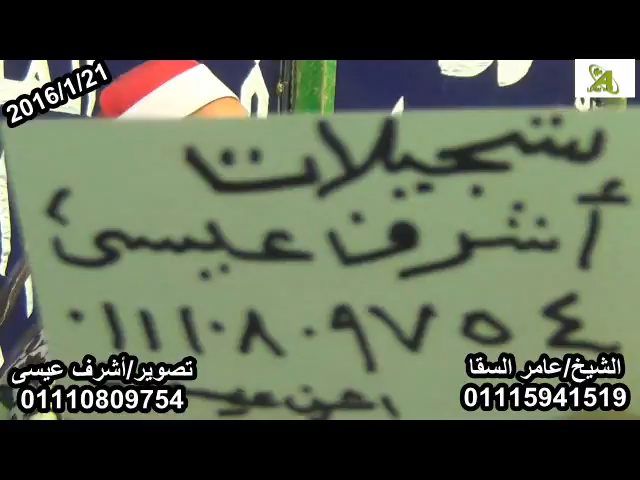 2016/1/21
تسجيلات
أشرف عيسى
٠١١١٠٨٠٩٧٥٤
تصوير/أشرف عيسى
01110809754
الشيخ/عامر السقا
01115941519